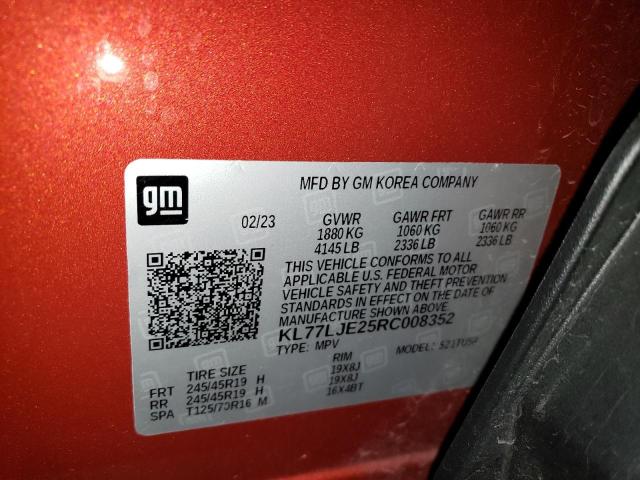 gm
MFD BY GM KOREA COMPANY
02/23 GVWR GAWR FRT GAWR RR
1880 KG 1060 KG 1060 KG
4145 LB 2336 LB 2336 LB
THIS VEHICLE CONFORMS TO ALL
APPLICABLE U.S. FEDERAL MOTOR
VEHICLE SAFETY AND THEFT PREVENTION
STANDARDS IN EFFECT ON THE DATE OF
MANUFACTURE SHOWN ABOVE
KL77LJE25RC008352
TYPE: MPV MODEL:
TIRE SIZE RIM
FRT 245/45R19 H 19X8J
RR 245/45R19 H 19X8J
SPA T125/70R16 M 16X4BT